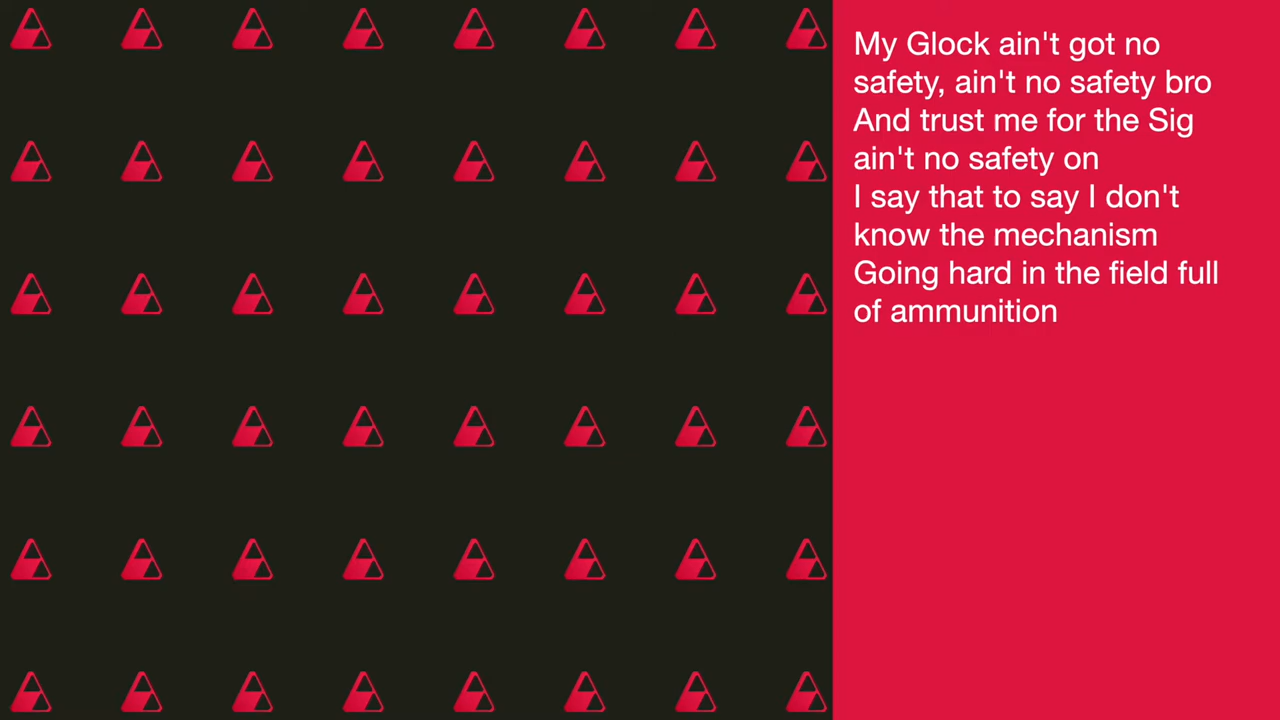 My Glock ain't got no
safety, ain't no safety bro
And trust me for the Sig
ain't no safety on
I say that to say I don't
know the mechanism
Going hard in the field full
of ammunition